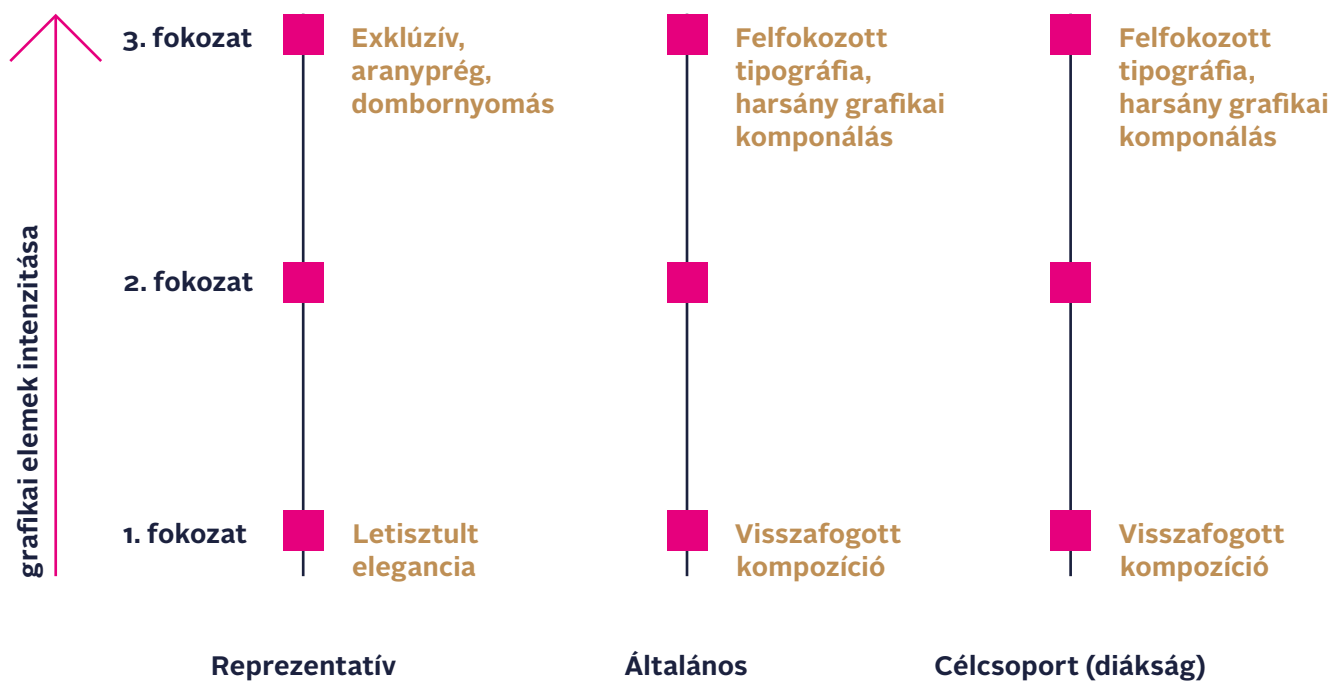 grafikai elemek intenzitása
3. fokozat
Exklúzív,
aranyprég,
dombornyomás
Felfokozott
tipográfia,
harsány grafikai
komponálás
Felfokozott
tipográfia,
harsány grafikai
komponálás
2. fokozat
1. fokozat
Letisztult
elegancia
Visszafogott
kompozíció
Visszafogott
kompozíció
Reprezentatív
Általános
Célcsoport (diákság)